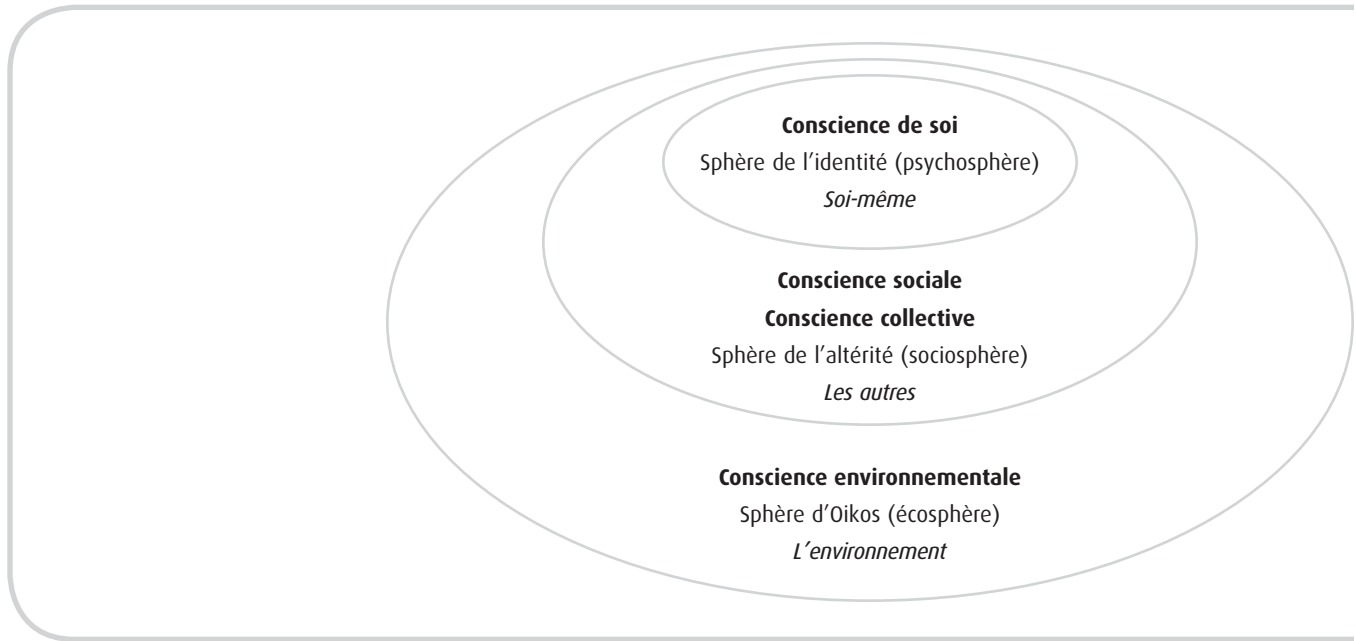 Conscience de soi
Sphère de l’identité (psychosphère)
Soi-même
Conscience sociale
Conscience collective
Sphère de l’altérité (sociosphère)
Les autres
Conscience environnementale
Sphère d’Oikos (écosphère)
L’environnement